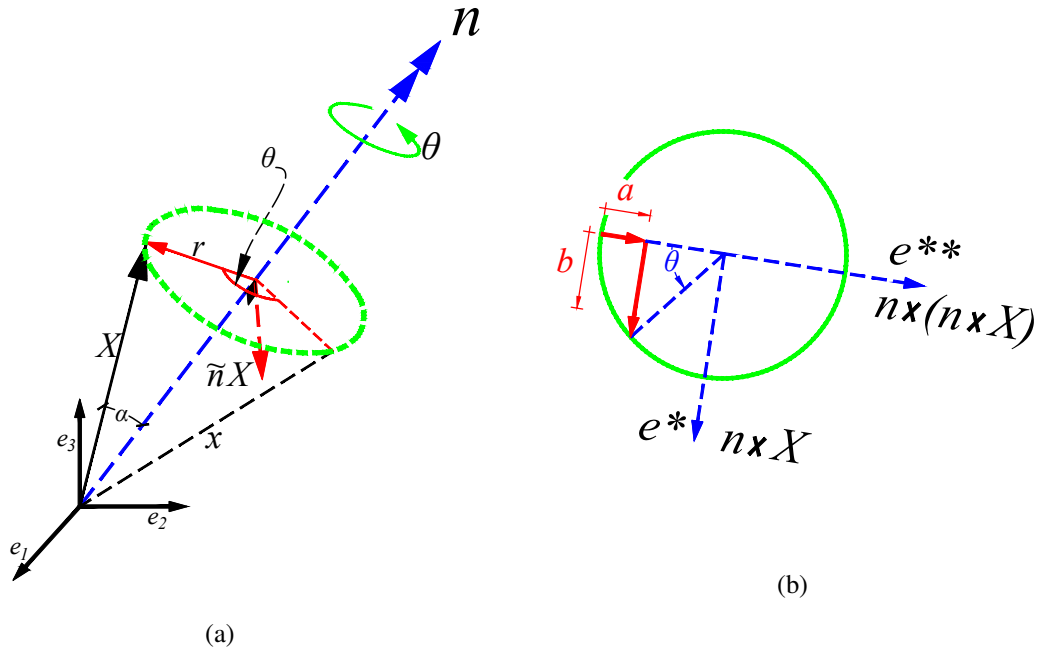 n
θ
θ
r
X
ñX
α
x
e₃
e₂
e₁
(a)
a
b
θ
e**
n×(n×X)
e*
n×X
(b)